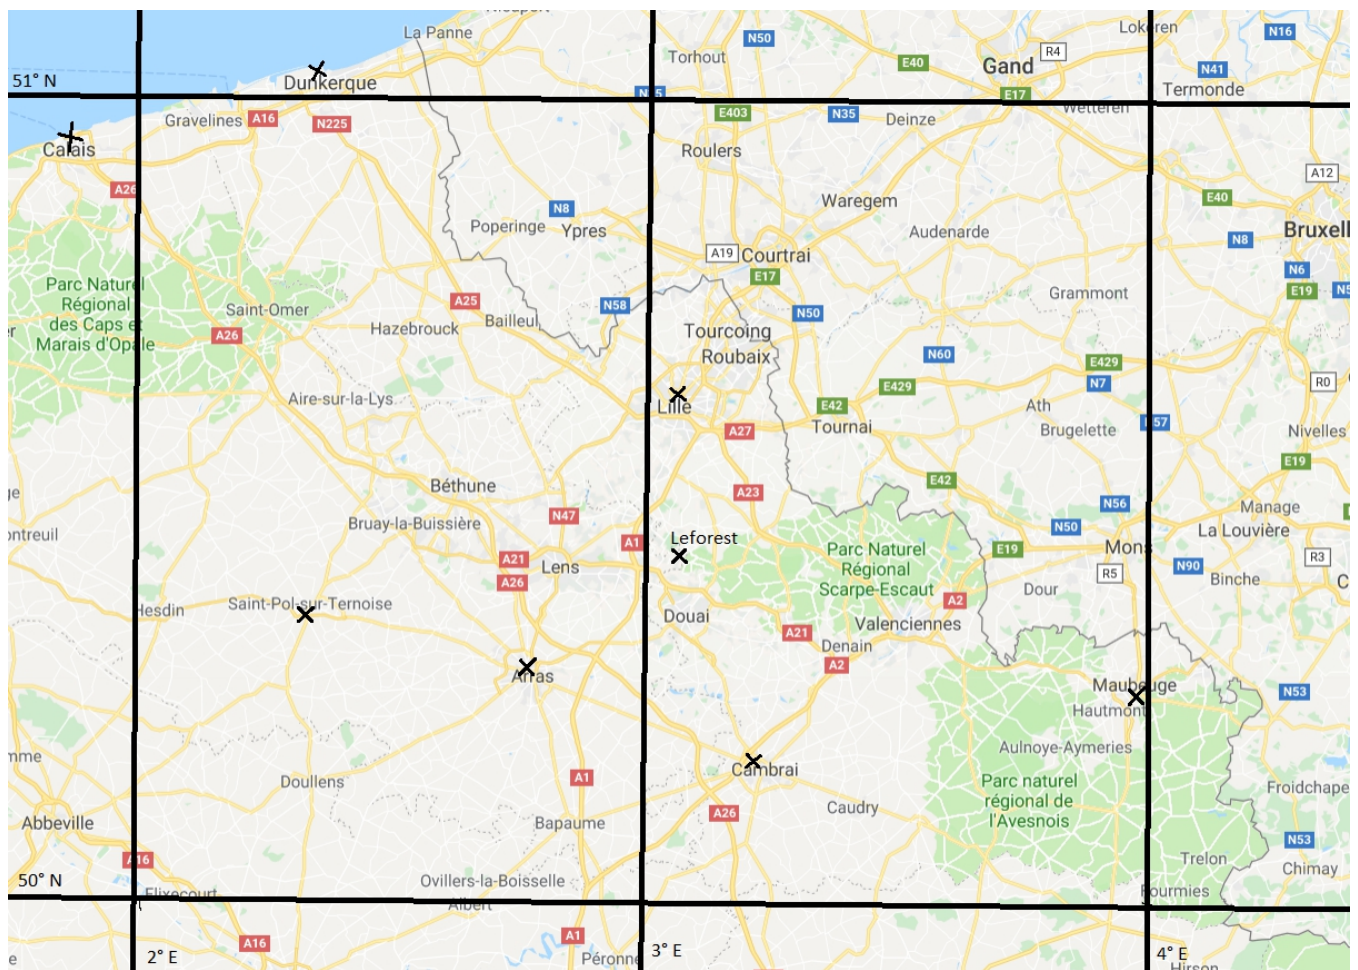 Nieuport
La Panne
Lokeren
N50
R4
N16
Torhout
E40
Gand
N41
51° N
Dunkerque
E17
Termonde
Gravelines
A16
N225
E403
N35
Deinze
Wetteren
Calais
Roulers
A12
A26
Waregem
E40
N8
Poperinge
Ypres
Audenarde
N8
A19
Courtrai
E17
N6
E19
Parc Naturel
Régional
des Caps et
Marais d'Opale
Saint-Omer
A25
N58
Grammont
N50
Hazebrouck
Bailleul
Tourcoing
Roubaix
A26
N60
E429
N7
R0
Aire-sur-la-Lys
Lille
E42
E429
Ath
A27
Tournai
Brugelette
N57
Nivelles
E19
Béthune
A23
E42
N56
Manage
Bruay-la-Buissière
N47
N50
La Louvière
Leforest
A1
A21
Lens
A26
Parc Naturel
Régional
Scarpe-Escaut
E19
Mons
R3
N90
R5
Binche
Dour
Hesdin
Saint-Pol-sur-Ternoise
A2
Douai
Valenciennes
A21
Denain
A2
Arras
Maubeuge
N53
Hautmont
Aulnoye-Aymeries
Cambrai
Doullens
A1
Parc naturel
régional de
l'Avesnois
A26
Caudry
Abbeville
Bapaume
N53
A16
Trelon
Chimay
50° N
Flixecourt
Ovillers-la-Boisselle
Albert
Fourmies
A16
A1
2° E
3° E
4° E
Hirson